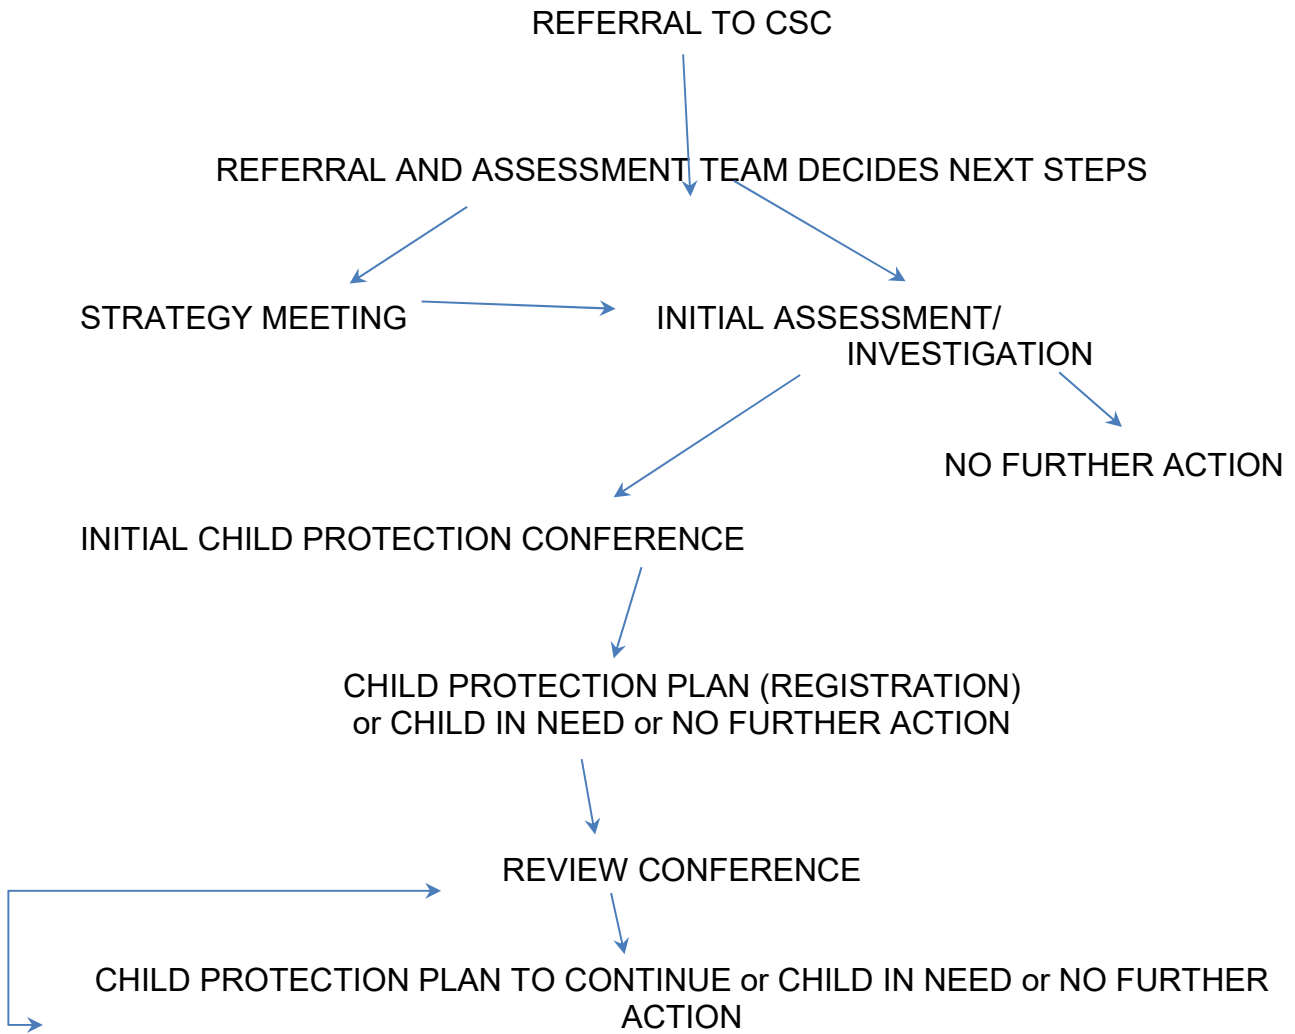 REFERRAL TO CSC
REFERRAL AND ASSESSMENT TEAM DECIDES NEXT STEPS
STRATEGY MEETING
INITIAL ASSESSMENT/
INVESTIGATION
NO FURTHER ACTION
INITIAL CHILD PROTECTION CONFERENCE
CHILD PROTECTION PLAN (REGISTRATION)
or CHILD IN NEED or NO FURTHER ACTION
REVIEW CONFERENCE
CHILD PROTECTION PLAN TO CONTINUE or CHILD IN NEED or NO FURTHER
ACTION